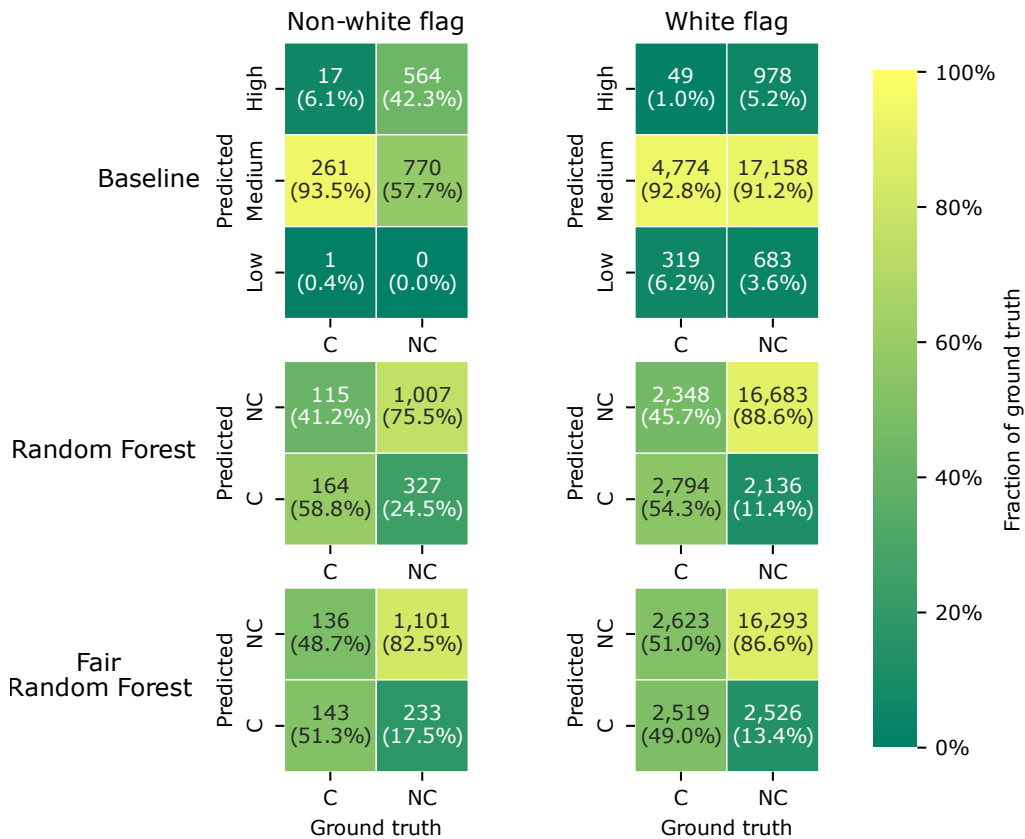 Non-white flag
White flag
Baseline
Predicted
High
Medium
Low
17
(6.1%)
564
(42.3%)
261
(93.5%)
770
(57.7%)
1
(0.4%)
0
(0.0%)
C
NC
Predicted
High
Medium
Low
49
(1.0%)
978
(5.2%)
4,774
(92.8%)
17,158
(91.2%)
319
(6.2%)
683
(3.6%)
C
NC
Random Forest
Predicted
NC
C
115
(41.2%)
1,007
(75.5%)
164
(58.8%)
327
(24.5%)
C
NC
Predicted
NC
C
2,348
(45.7%)
16,683
(88.6%)
2,794
(54.3%)
2,136
(11.4%)
C
NC
Fair
Random Forest
Predicted
NC
C
136
(48.7%)
1,101
(82.5%)
143
(51.3%)
233
(17.5%)
C
NC
Ground truth
Predicted
NC
C
2,623
(51.0%)
16,293
(86.6%)
2,519
(49.0%)
2,526
(13.4%)
C
NC
Ground truth
100%
80%
60%
40%
20%
0%
Fraction of ground truth